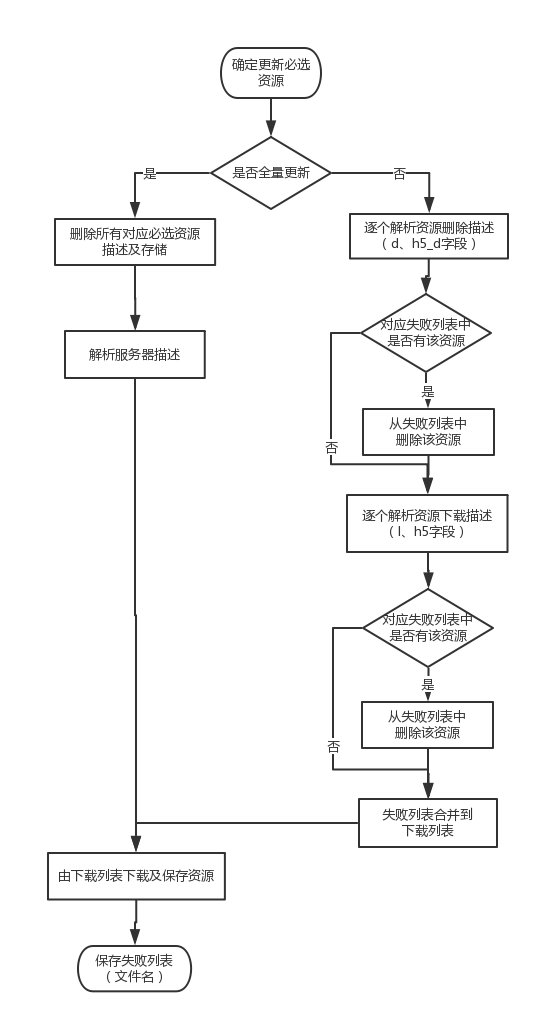 确定更新必选
资源
是否全量更新
是
否
删除所有对应必选资源
描述及存储
逐个解析资源删除描述
（d、h5_d字段）
解析服务器描述
对应失败列表中
是否有该资源
是
从失败列表中
删除该资源
否
逐个解析资源下载描述
（l、h5字段）
对应失败列表中
是否有该资源
是
从失败列表中
删除该资源
否
失败列表合并到
下载列表
由下载列表下载及保存资源
保存失败列表
（文件名）